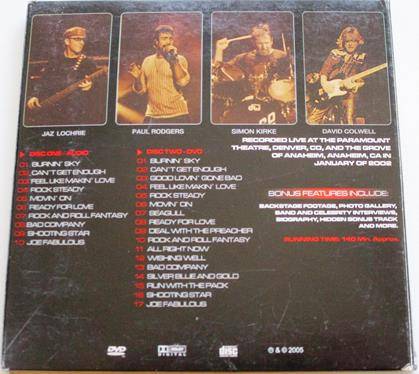 JAZ LOCHRIE
PAUL RODGERS
SIMON KIRKE
DAVID COLWELL
RECORDED LIVE AT THE PARAMOUNT
THEATRE, DENVER, CO, AND THE GROVE
OF ANAHEIM, ANAHEIM, CA IN
JANUARY OF 2002
DISC ONE - AUDIO
01 BURNIN' SKY
02 CAN'T GET ENOUGH
03 FEEL LIKE MAKIN' LOVE
04 ROCK STEADY
05 MOVIN' ON
06 READY FOR LOVE
07 ROCK AND ROLL FANTASY
08 BAD COMPANY
09 SHOOTING STAR
10 JOE FABULOUS
DISC TWO - DVD
01 BURNIN' SKY
02 CAN'T GET ENOUGH
03 GOOD LOVIN' GONE BAD
04 FEEL LIKE MAKIN' LOVE
05 ROCK STEADY
06 MOVIN' ON
07 SEAGULL
08 READY FOR LOVE
09 DEAL WITH THE PREACHER
10 ROCK AND ROLL FANTASY
11 ALL RIGHT NOW
12 WISHING WELL
13 BAD COMPANY
14 SILVER, BLUE AND GOLD
15 RUN WITH THE PACK
16 SHOOTING STAR
17 JOE FABULOUS
BONUS FEATURES INCLUDE:
BACKSTAGE FOOTAGE, PHOTO GALLERY,
BAND AND CELEBRITY INTERVIEWS,
BIOGRAPHY, HIDDEN BONUS TRACK
AND MORE.
RUNNING TIME: 140 Min. Approx.
DVD
DOLBY
DIGITAL
disc
℗ & © 2005